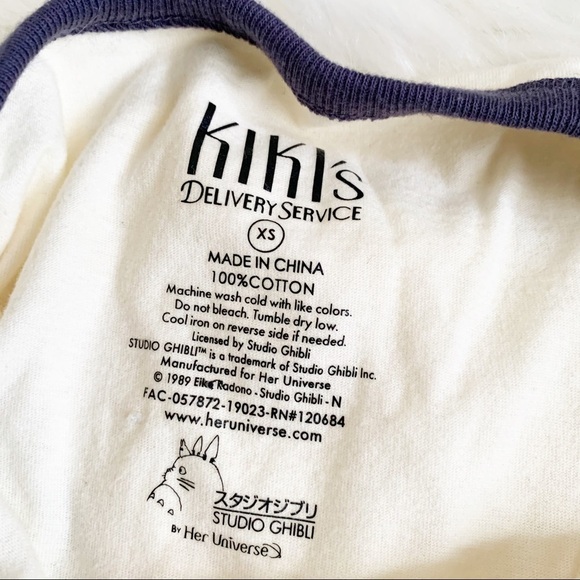 KIKI's
DELIVERY SERVICE
XS
MADE IN CHINA
100%COTTON
Machine wash cold with like colors.
Do not bleach. Tumble dry low.
Cool iron on reverse side if needed.
Licensed by Studio Ghibli
STUDIO GHIBLI™ is a trademark of Studio Ghibli Inc.
Manufactured for Her Universe
© 1989 Eiko Radono - Studio Ghibli - N
FAC-057872-19023-RN#120684
www.heruniverse.com
スタジオジブリ
STUDIO GHIBLI
BY Her Universe